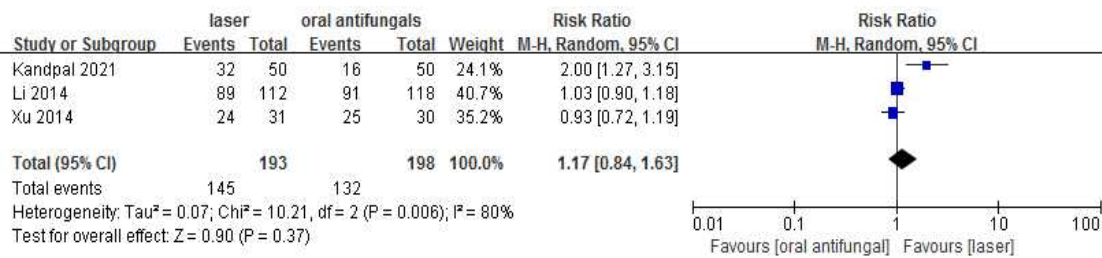 laser oral antifungals Risk Ratio Risk Ratio
Study or Subgroup Events Total Events Total Weight M-H, Random, 95% CI M-H, Random, 95% CI
Kandpal 2021 32 50 16 50 24.1% 2.00 [1.27, 3.15]
Li 2014 89 112 91 118 40.7% 1.03 [0.90, 1.18]
Xu 2014 24 31 25 30 35.2% 0.93 [0.72, 1.19]
Total (95% CI) 193 198 100.0% 1.17 [0.84, 1.63]
Total events 145 132
Heterogeneity: Tau² = 0.07; Chi² = 10.21, df = 2 (P = 0.006); I² = 80%
Test for overall effect: Z = 0.90 (P = 0.37)
0.01 0.1 1 10 100
Favours [oral antifungal] Favours [laser]